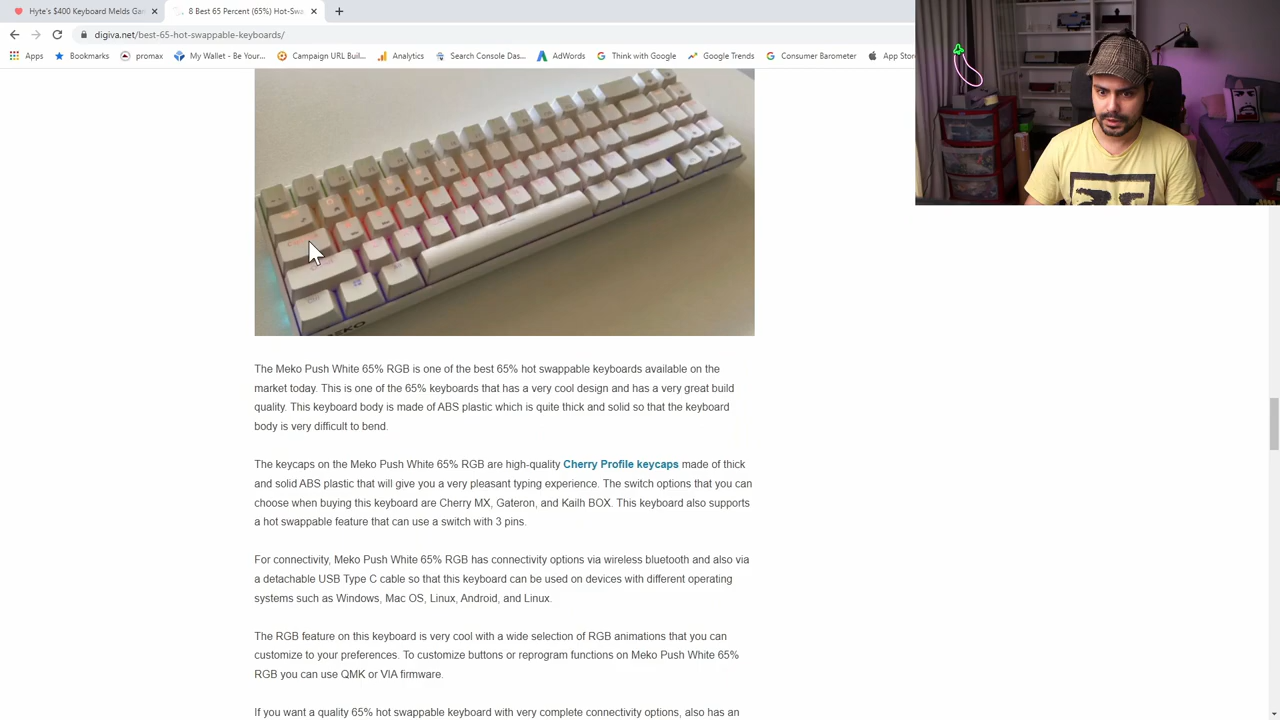 Hyte's $400 Keyboard Melds Gam
8 Best 65 Percent (65%) Hot-Swa
digiva.net/best-65-hot-swappable-keyboards/
Apps Bookmarks promax My Wallet - Be Your... Campaign URL Buil... Analytics Search Console Das... AdWords Think with Google Google Trends Consumer Barometer App Stor
The Meko Push White 65% RGB is one of the best 65% hot swappable keyboards available on the
market today. This is one of the 65% keyboards that has a very cool design and has a very great build
quality. This keyboard body is made of ABS plastic which is quite thick and solid so that the keyboard
body is very difficult to bend.
The keycaps on the Meko Push White 65% RGB are high-quality Cherry Profile keycaps made of thick
and solid ABS plastic that will give you a very pleasant typing experience. The switch options that you can
choose when buying this keyboard are Cherry MX, Gateron, and Kailh BOX. This keyboard also supports
a hot swappable feature that can use a switch with 3 pins.
For connectivity, Meko Push White 65% RGB has connectivity options via wireless bluetooth and also via
a detachable USB Type C cable so that this keyboard can be used on devices with different operating
systems such as Windows, Mac OS, Linux, Android, and Linux.
The RGB feature on this keyboard is very cool with a wide selection of RGB animations that you can
customize to your preferences. To customize buttons or reprogram functions on Meko Push White 65%
RGB you can use QMK or VIA firmware.
If you want a quality 65% hot swappable keyboard with very complete connectivity options, also has an